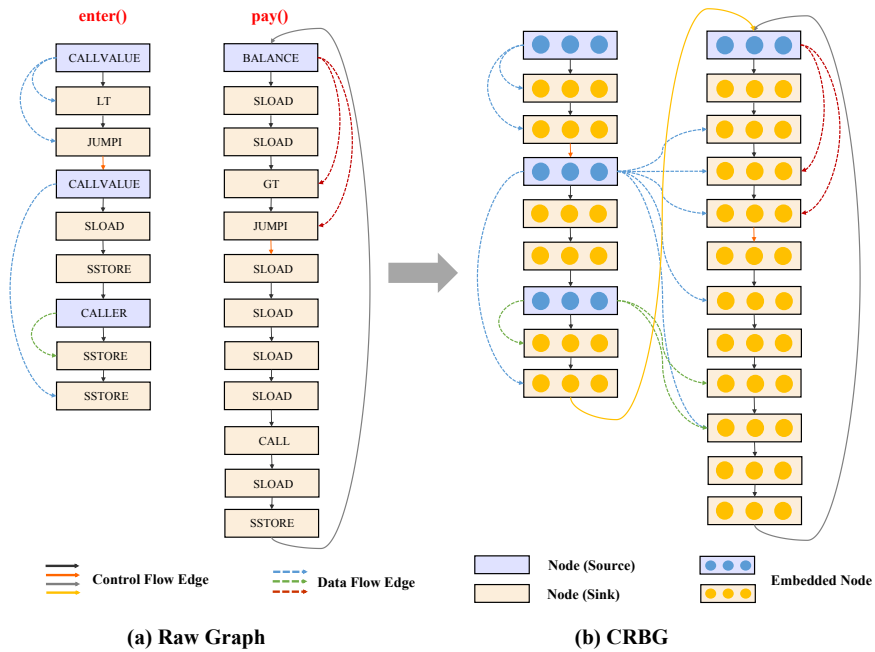 enter()
pay()
CALLVALUE
LT
JUMPI
CALLVALUE
SLOAD
SSTORE
CALLER
SSTORE
SSTORE
BALANCE
SLOAD
SLOAD
GT
JUMPI
SLOAD
SLOAD
SLOAD
SLOAD
CALL
SLOAD
SSTORE
Control Flow Edge
Data Flow Edge
Node (Source)
Node (Sink)
Embedded Node
(a) Raw Graph
(b) CRBG